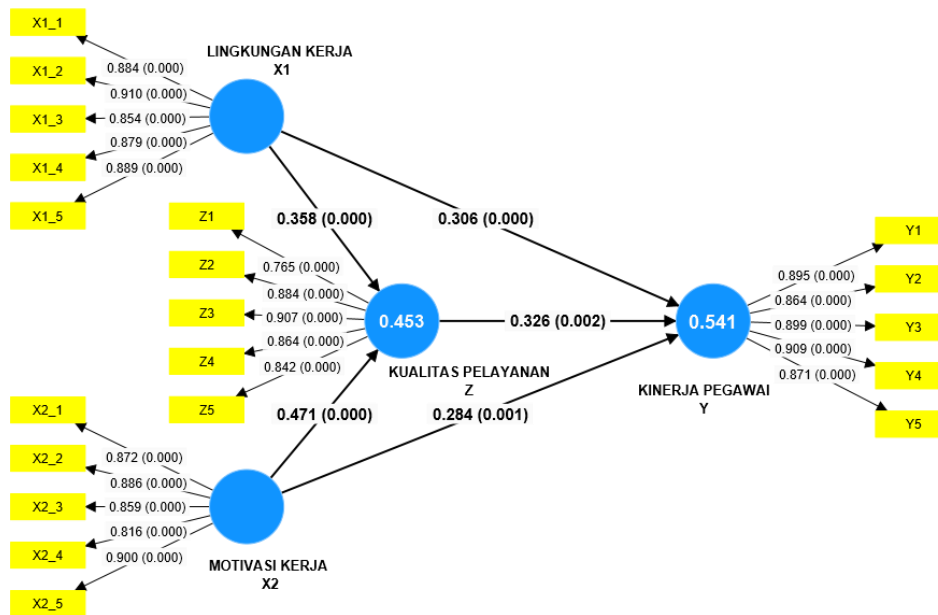 X1_1
X1_2
X1_3
X1_4
X1_5
0.884 (0.000)
0.910 (0.000)
0.854 (0.000)
0.879 (0.000)
0.889 (0.000)
LINGKUNGAN KERJA
X1
0.358 (0.000)
0.306 (0.000)
Z1
Z2
Z3
Z4
Z5
0.765 (0.000)
0.884 (0.000)
0.907 (0.000)
0.864 (0.000)
0.842 (0.000)
0.453
KUALITAS PELAYANAN
Z
0.326 (0.002)
0.541
KINERJA PEGAWAI
Y
0.895 (0.000)
0.864 (0.000)
0.899 (0.000)
0.909 (0.000)
0.871 (0.000)
Y1
Y2
Y3
Y4
Y5
0.471 (0.000)
0.284 (0.001)
X2_1
X2_2
X2_3
X2_4
X2_5
0.872 (0.000)
0.886 (0.000)
0.859 (0.000)
0.816 (0.000)
0.900 (0.000)
MOTIVASI KERJA
X2